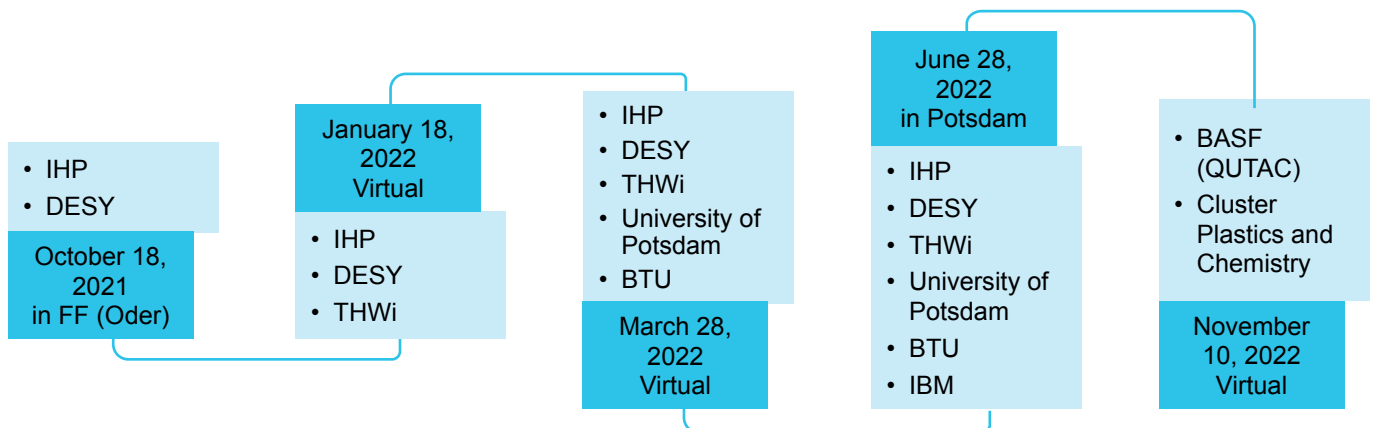 • IHP
• DESY
October 18,
2021
in FF (Oder)
January 18,
2022
Virtual
• IHP
• DESY
• THWi
• IHP
• DESY
• THWi
• University of
Potsdam
• BTU
March 28,
2022
Virtual
June 28,
2022
in Potsdam
• IHP
• DESY
• THWi
• University of
Potsdam
• BTU
• IBM
• BASF
(QUTAC)
• Cluster
Plastics and
Chemistry
November
10, 2022
Virtual